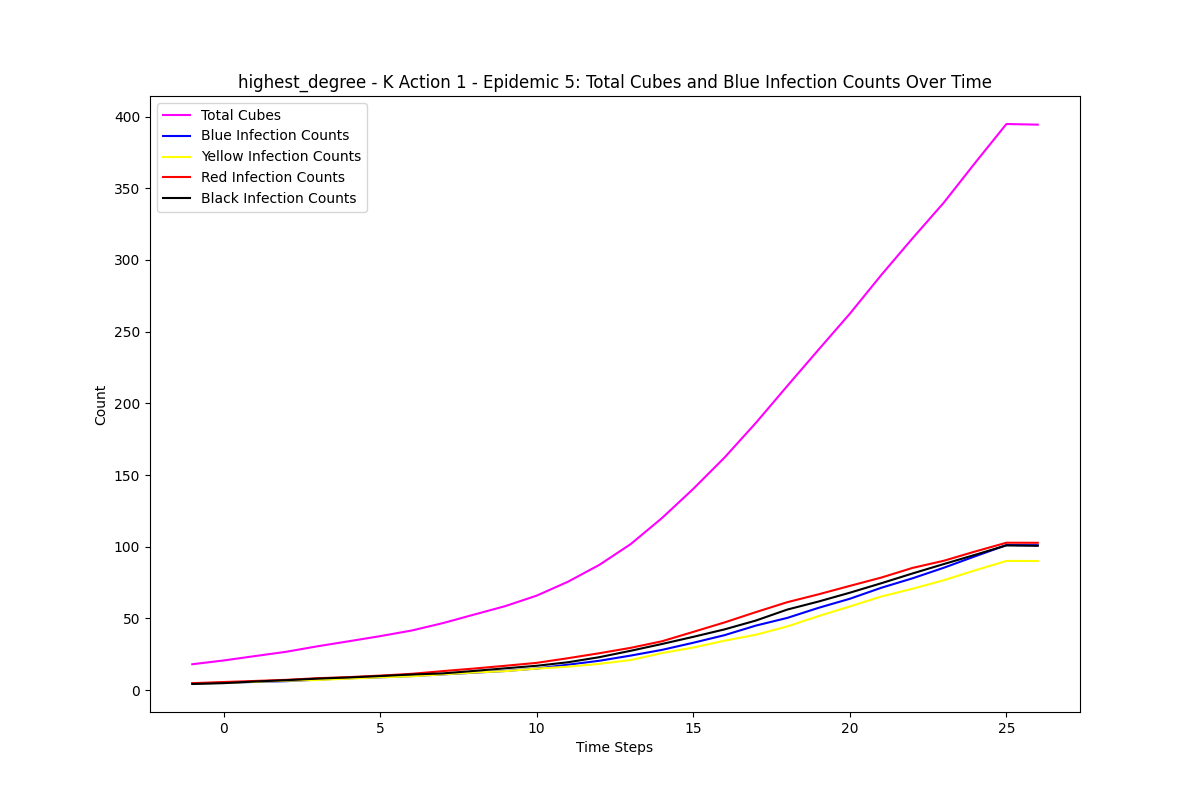 highest_degree - K Action 1 - Epidemic 5: Total Cubes and Blue Infection Counts Over Time
Total Cubes
Blue Infection Counts
Yellow Infection Counts
Red Infection Counts
Black Infection Counts
400
350
300
250
200
150
100
50
0
Count
0 5 10 15 20 25
Time Steps